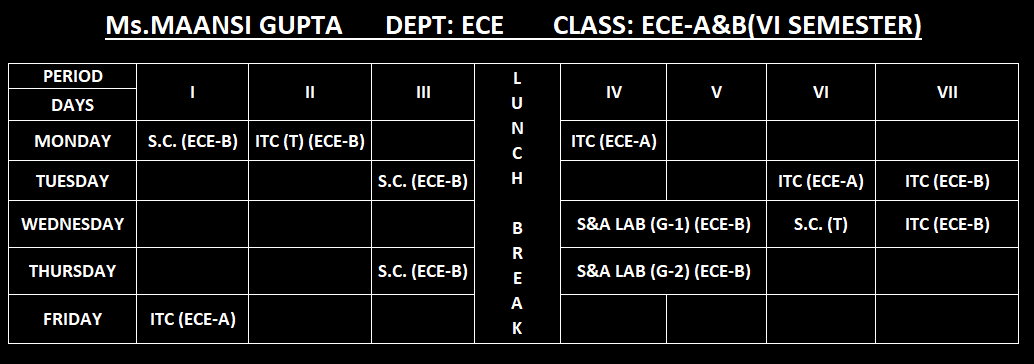 Ms.MAANSI GUPTA DEPT: ECE CLASS: ECE-A&B(VI SEMESTER)
PERIOD
DAYS
I II III LUNCH BREAK IV V VI VII
MONDAY S.C. (ECE-B) ITC (T) (ECE-B) ITC (ECE-A)
TUESDAY S.C. (ECE-B) ITC (ECE-A) ITC (ECE-B)
WEDNESDAY S&A LAB (G-1) (ECE-B) S.C. (T) ITC (ECE-B)
THURSDAY S.C. (ECE-B) S&A LAB (G-2) (ECE-B)
FRIDAY ITC (ECE-A)